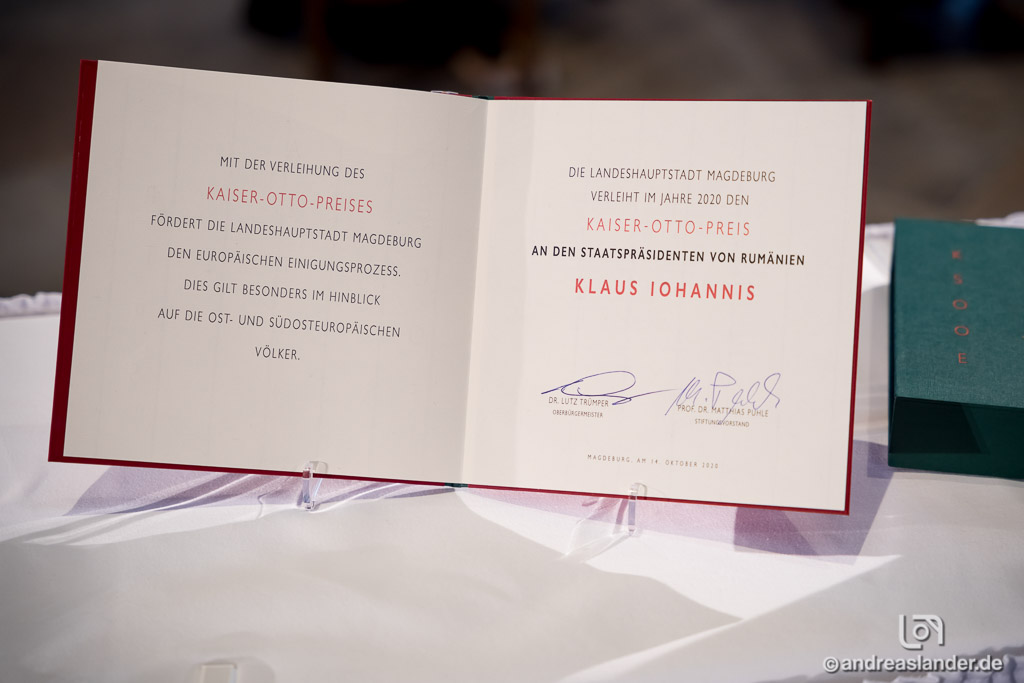 MIT DER VERLEIHUNG DES
KAISER-OTTO-PREISES
FÖRDERT DIE LANDESHAUPTSTADT MAGDEBURG
DEN EUROPÄISCHEN EINIGUNGSPROZESS.
DIES GILT BESONDERS IM HINBLICK
AUF DIE OST- UND SÜDOSTEUROPÄISCHEN
VÖLKER.
DIE LANDESHAUPTSTADT MAGDEBURG
VERLEIHT IM JAHRE 2020 DEN
KAISER-OTTO-PREIS
AN DEN STAATSPRÄSIDENTEN VON RUMÄNIEN
KLAUS IOHANNIS
DR. LUTZ TRÜMPER
OBERBÜRGERMEISTER
PROF. DR. MATTHIAS PUHLE
STIFTUNGSVORSTAND
MAGDEBURG, AM 14. OKTOBER 2020
KSOOE
©andreaslander.de